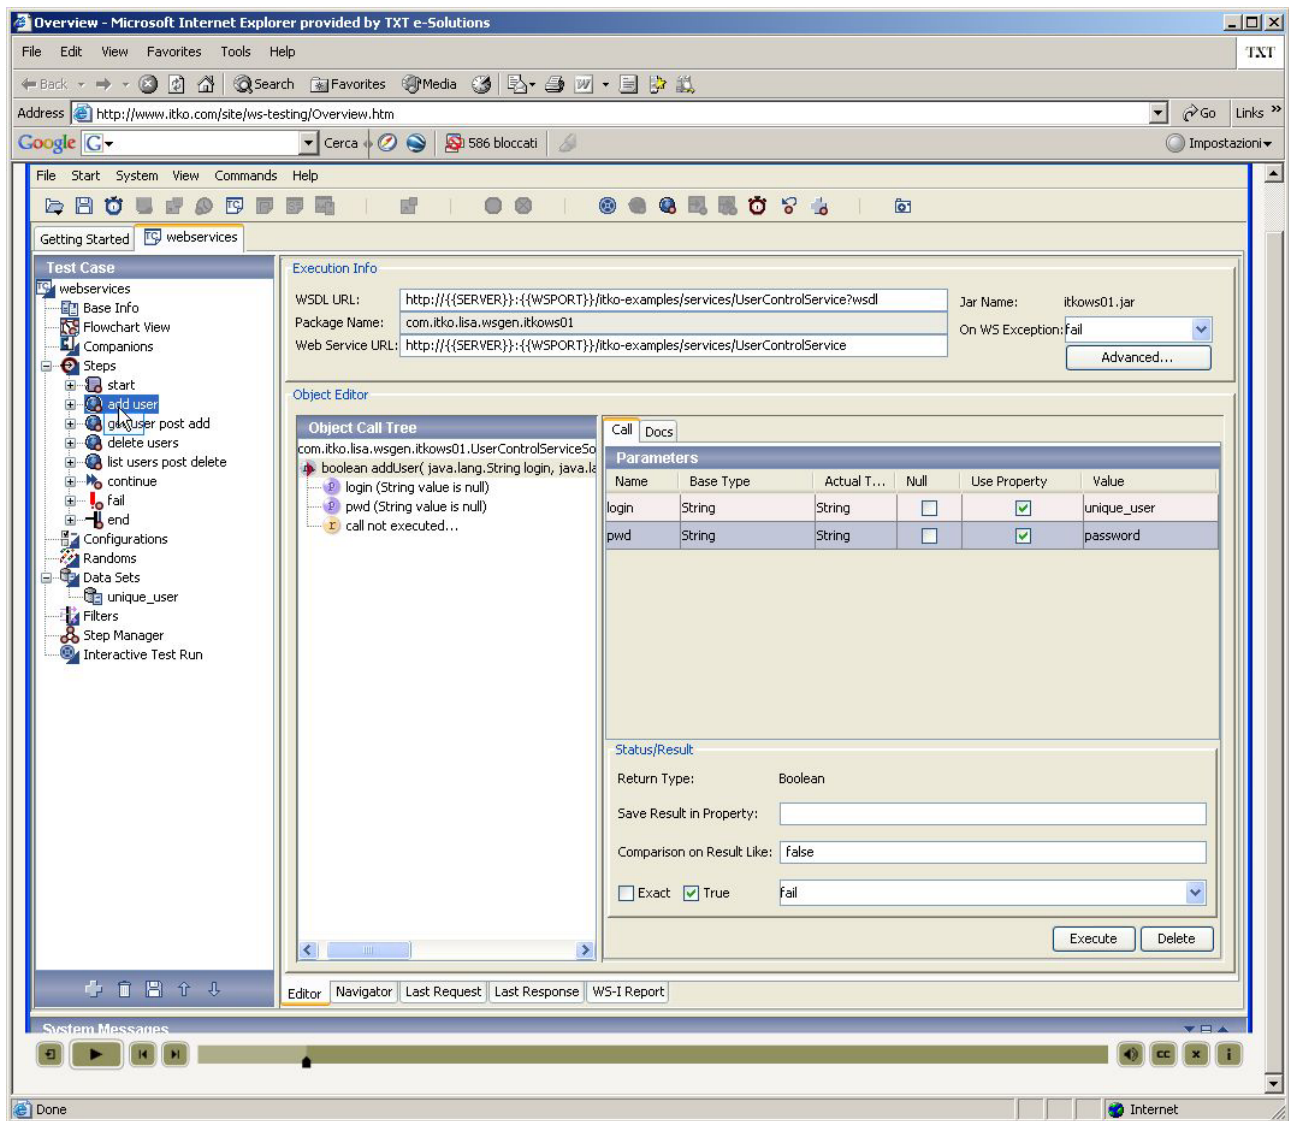 Overview - Microsoft Internet Explorer provided by TXT e-Solutions
File Edit View Favorites Tools Help
TXT
Back Search Favorites Media
Address http://www.itko.com/site/ws-testing/Overview.htm Go Links »
Google G Cerca 586 bloccati Impostazioni
File Start System View Commands Help
Getting Started TC webservices
Test Case
webservices
Base Info
Flowchart View
Companions
Steps
start
add user
user post add
delete users
list users post delete
continue
fail
end
Configurations
Randoms
Data Sets
unique_user
Filters
Step Manager
Interactive Test Run
Execution Info
WSDL URL: http://{{SERVER}}:{{WSPORT}}/itko-examples/services/UserControlService?wsdl
Package Name: com.itko.lisa.wsgen.itkows01
Web Service URL: http://{{SERVER}}:{{WSPORT}}/itko-examples/services/UserControlService
Jar Name: itkows01.jar
On WS Exception: fail
Advanced...
Object Editor
Object Call Tree
com.itko.lisa.wsgen.itkows01.UserControlServiceSo
boolean addUser( java.lang.String login, java.la
P login (String value is null)
P pwd (String value is null)
r call not executed...
Call Docs
Parameters
Name Base Type Actual T... Null Use Property Value
login String String unique_user
pwd String String password
Status/Result
Return Type: Boolean
Save Result in Property:
Comparison on Result Like: false
Exact True fail
Execute Delete
Editor Navigator Last Request Last Response WS-I Report
System Messages
CC x i
Done Internet